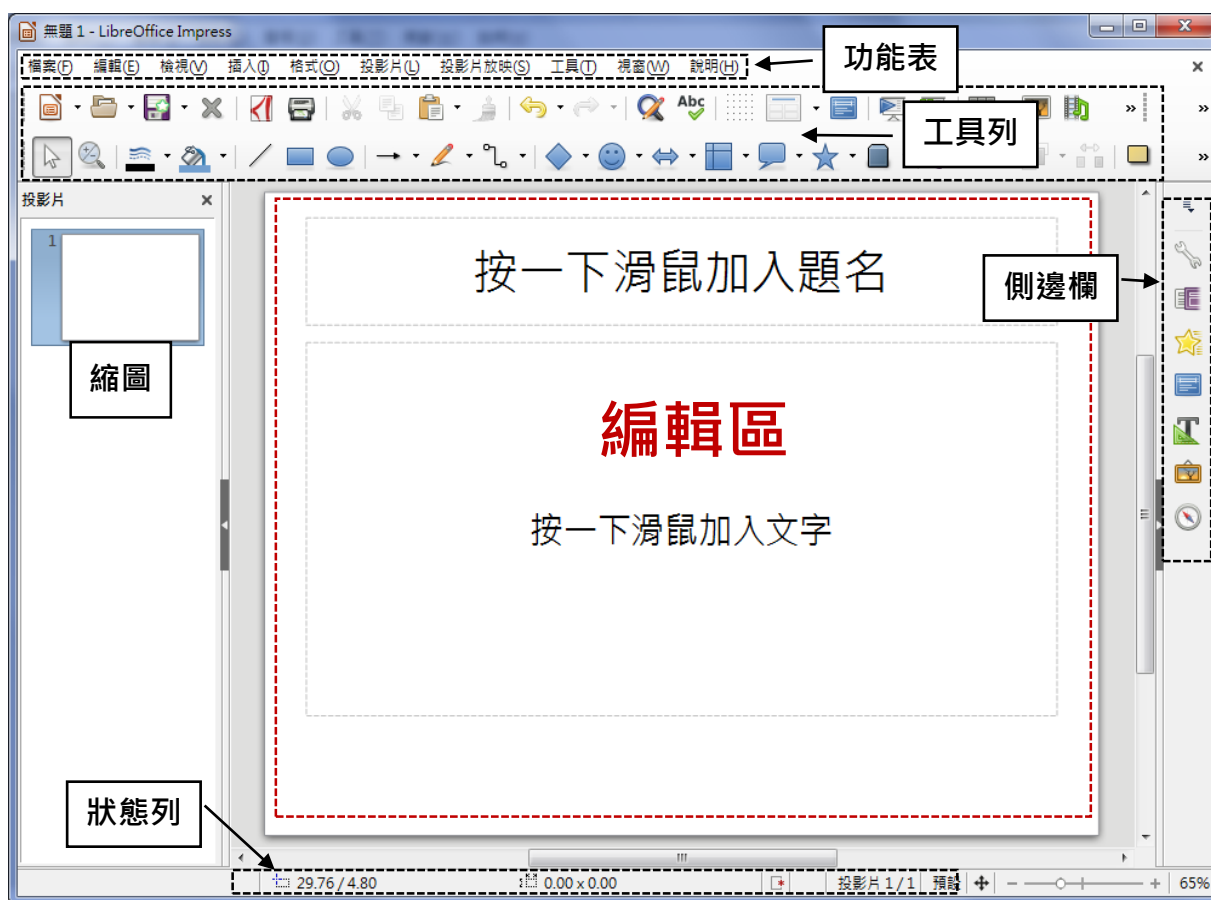 無題 1 - LibreOffice Impress
檔案(F) 編輯(E) 檢視(V) 插入(I) 格式(O) 投影片(L) 投影片放映(S) 工具(T) 視窗(W) 說明(H)
功能表
Abc
工具列
投影片
1
按一下滑鼠加入題名
側邊欄
縮圖
編輯區
按一下滑鼠加入文字
狀態列
29.76 / 4.80 0.00 x 0.00 投影片 1 / 1 預設 65%